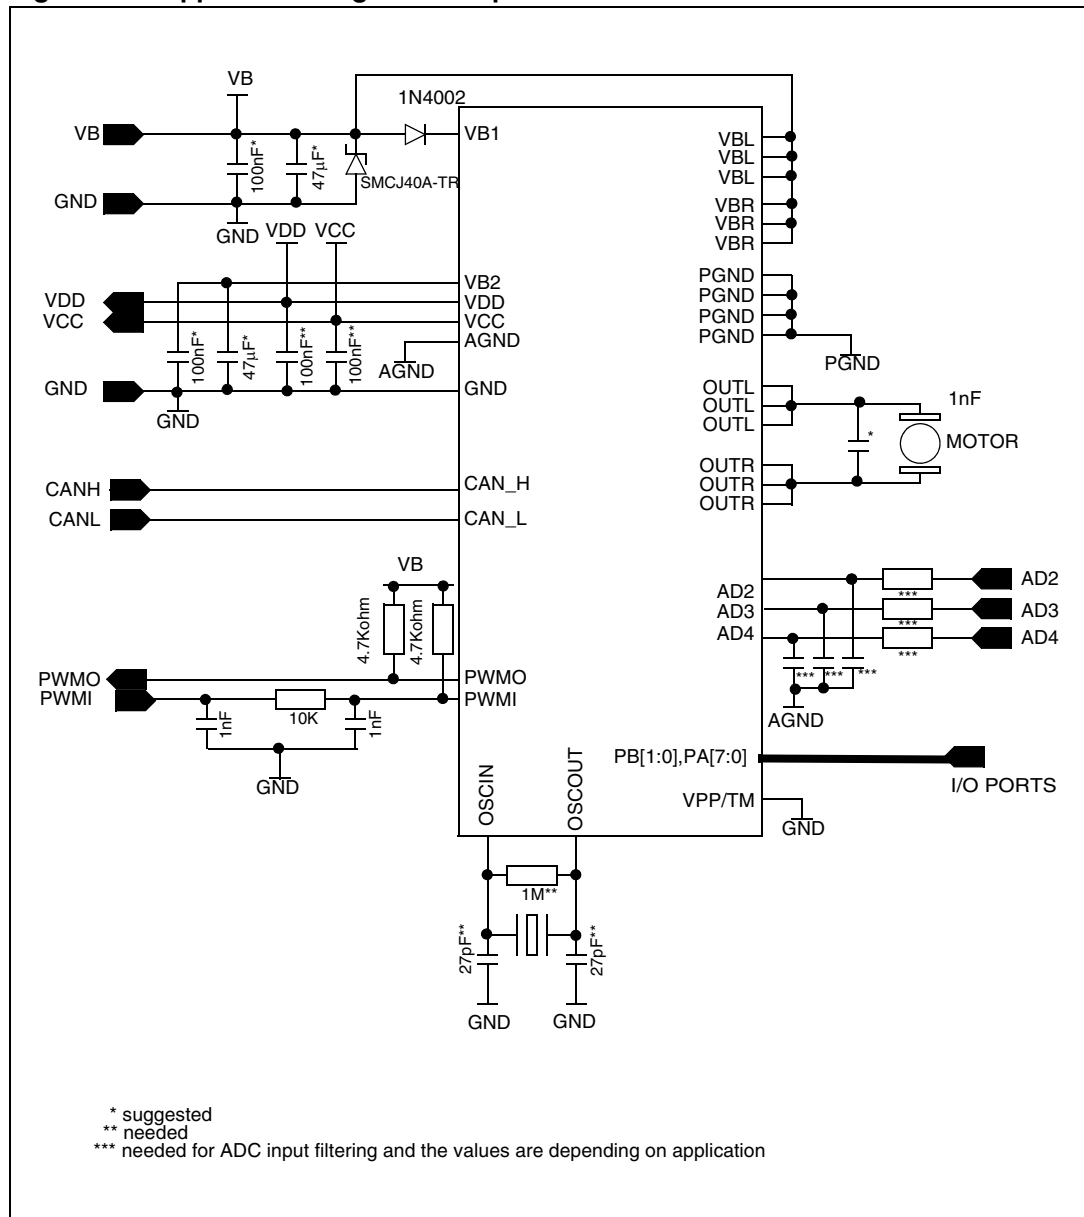 VB
1N4002
VB
VB1
100nF*
47µF*
SMCJ40A-TR
GND
GND
VDD
VCC
VBL
VBL
VBL
VBR
VBR
VBR
VB2
VDD
VDD
VCC
VCC
AGND
AGND
100nF*
47µF*
100nF**
100nF**
GND
GND
GND
PGND
PGND
PGND
PGND
PGND
OUTL
OUTL
OUTL
1nF
*
MOTOR
OUTR
OUTR
OUTR
CANH
CAN_H
CANL
CAN_L
VB
4.7Kohm
4.7Kohm
PWMO
PWMO
PWMI
PWMI
1nF
10K
1nF
GND
AD2
AD3
AD4
***
***
***
AD2
AD3
AD4
***
***
***
AGND
PB[1:0],PA[7:0]
I/O PORTS
VPP/TM
GND
OSCIN
OSCOUT
1M**
27pF**
27pF**
GND
GND
* suggested
** needed
*** needed for ADC input filtering and the values are depending on application